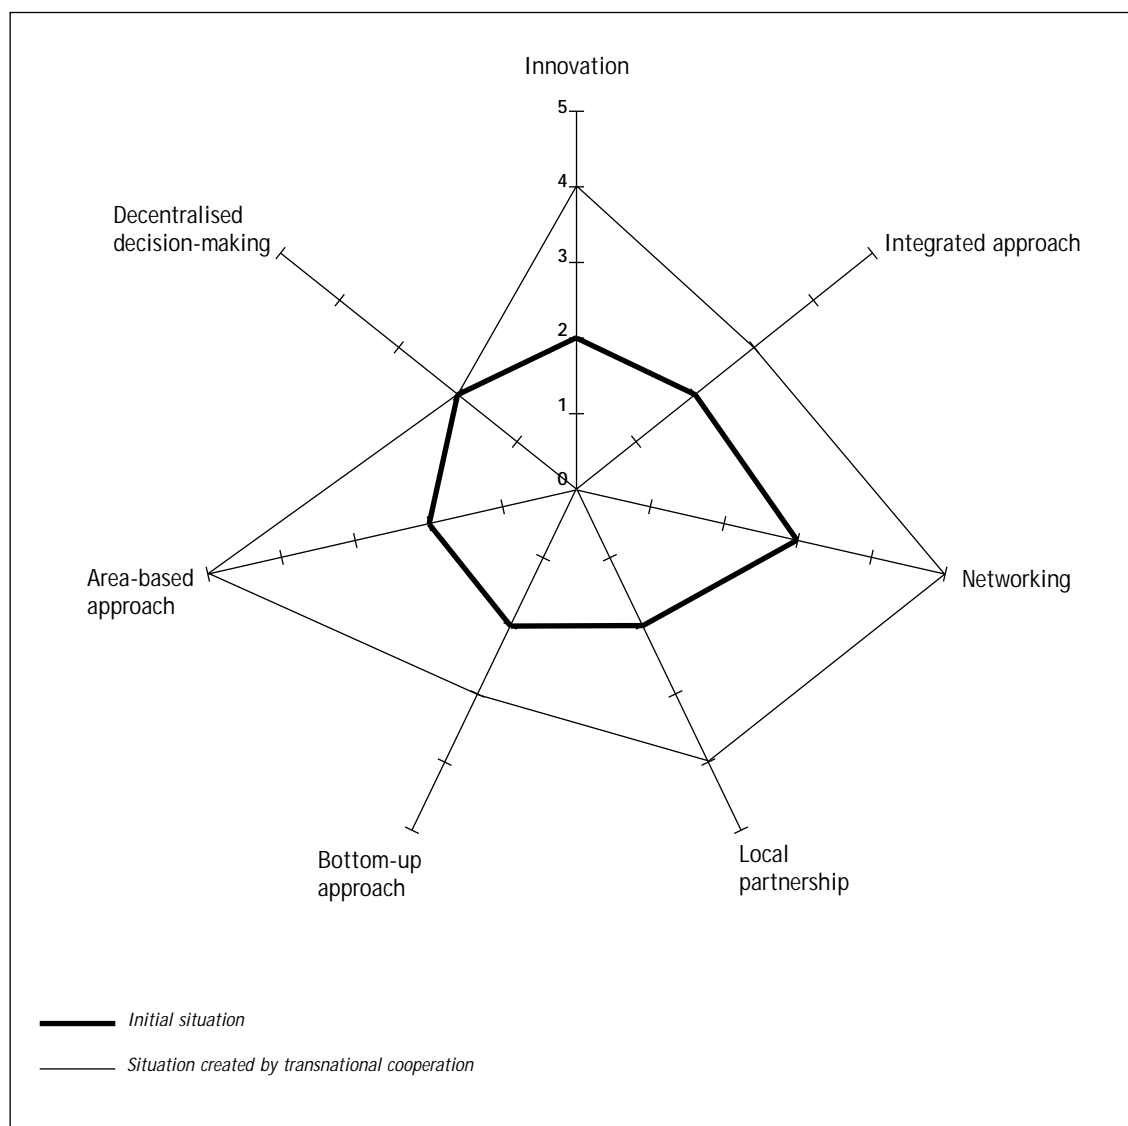 Innovation
5
4
3
2
1
0
Decentralised
decision-making
Integrated approach
Area-based
approach
Networking
Bottom-up
approach
Local
partnership
Initial situation
Situation created by transnational cooperation